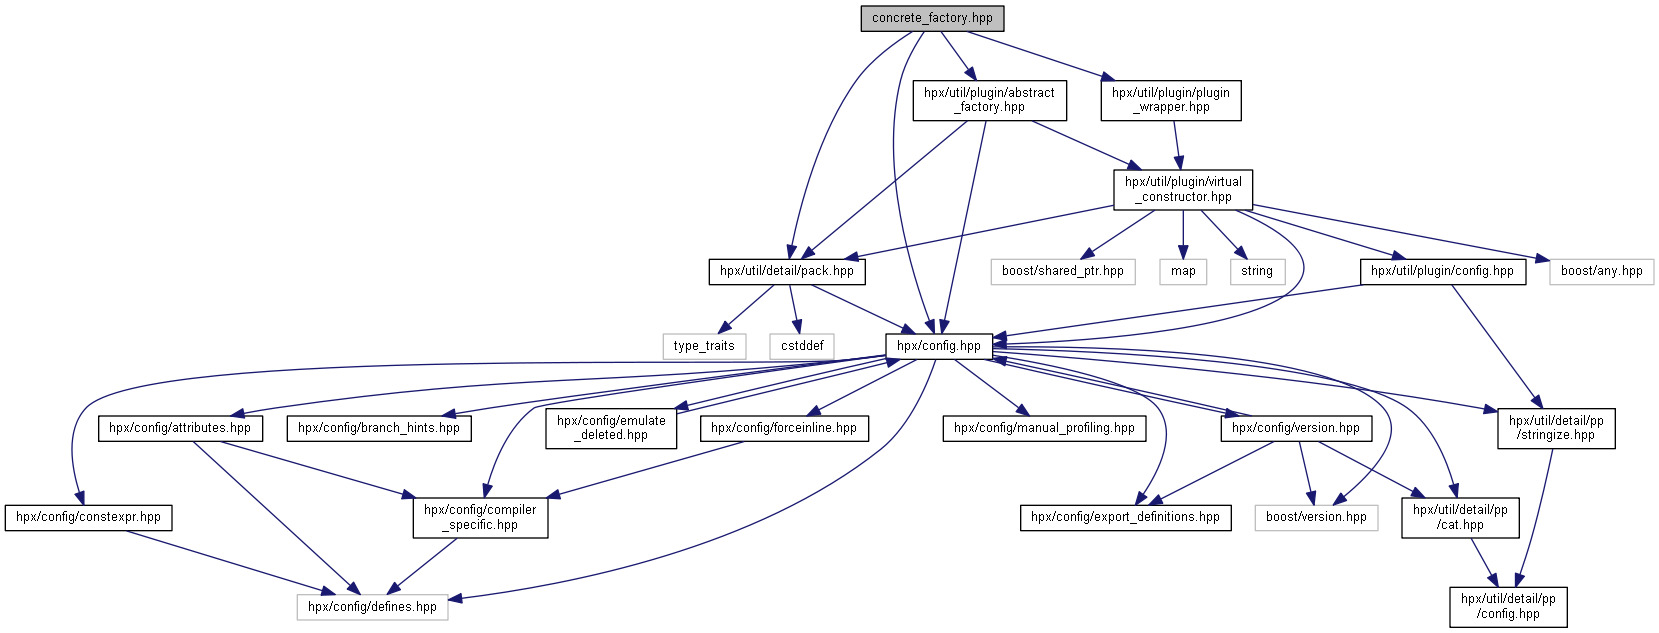 concrete_factory.hpp
hpx/util/plugin/abstract
_factory.hpp
hpx/util/plugin/plugin
_wrapper.hpp
hpx/util/plugin/virtual
_constructor.hpp
hpx/util/detail/pack.hpp
boost/shared_ptr.hpp
map
string
hpx/util/plugin/config.hpp
boost/any.hpp
type_traits
cstddef
hpx/config.hpp
hpx/config/attributes.hpp
hpx/config/branch_hints.hpp
hpx/config/emulate
_deleted.hpp
hpx/config/forceinline.hpp
hpx/config/manual_profiling.hpp
hpx/config/version.hpp
hpx/util/detail/pp
/stringize.hpp
hpx/config/constexpr.hpp
hpx/config/compiler
_specific.hpp
hpx/config/export_definitions.hpp
boost/version.hpp
hpx/util/detail/pp
/cat.hpp
hpx/config/defines.hpp
hpx/util/detail/pp
/config.hpp